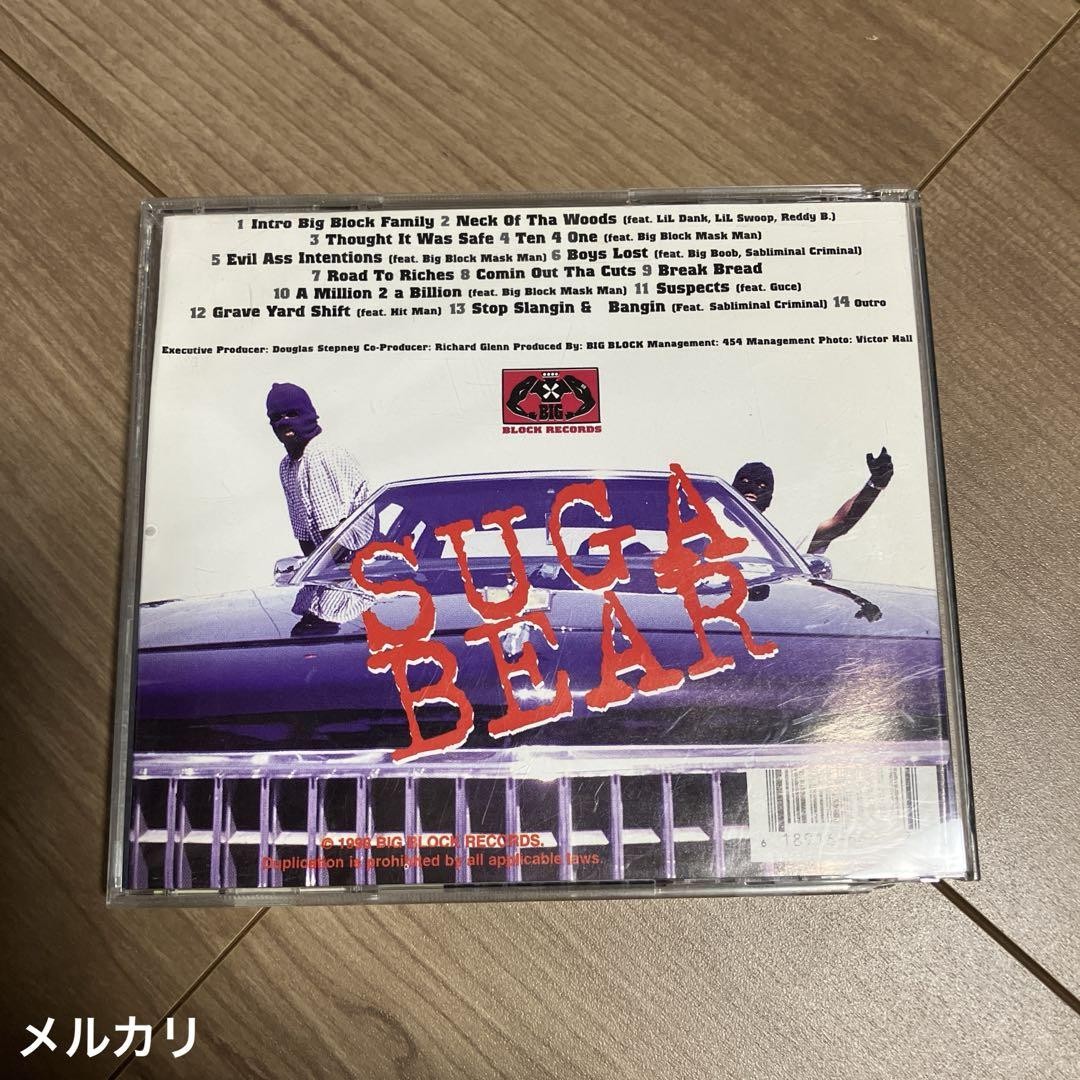 1 Intro Big Block Family 2 Neck Of Tha Woods (feat. LiL Dank, LiL Swoop, Reddy B.)
3 Thought It Was Safe 4 Ten 4 One (feat. Big Block Mask Man)
5 Evil Ass Intentions (feat. Big Block Mask Man) 6 Boys Lost (feat. Big Boob, Sabliminal Criminal)
7 Road To Riches 8 Comin Out Tha Cuts 9 Break Bread
10 A Million 2 a Billion (feat. Big Block Mask Man) 11 Suspects (feat. Guce)
12 Grave Yard Shift (feat. Hit Man) 13 Stop Slangin & Bangin (Feat. Sabliminal Criminal) 14 Outro
Executive Producer: Douglas Stepney Co-Producer: Richard Glenn Produced By: BIG BLOCK Management: 454 Management Photo: Victor Hall
BIG
BLOCK RECORDS
SUGA
BEAR
© 1998 BIG BLOCK RECORDS.
Duplication is prohibited by all applicable laws.
メルカリ